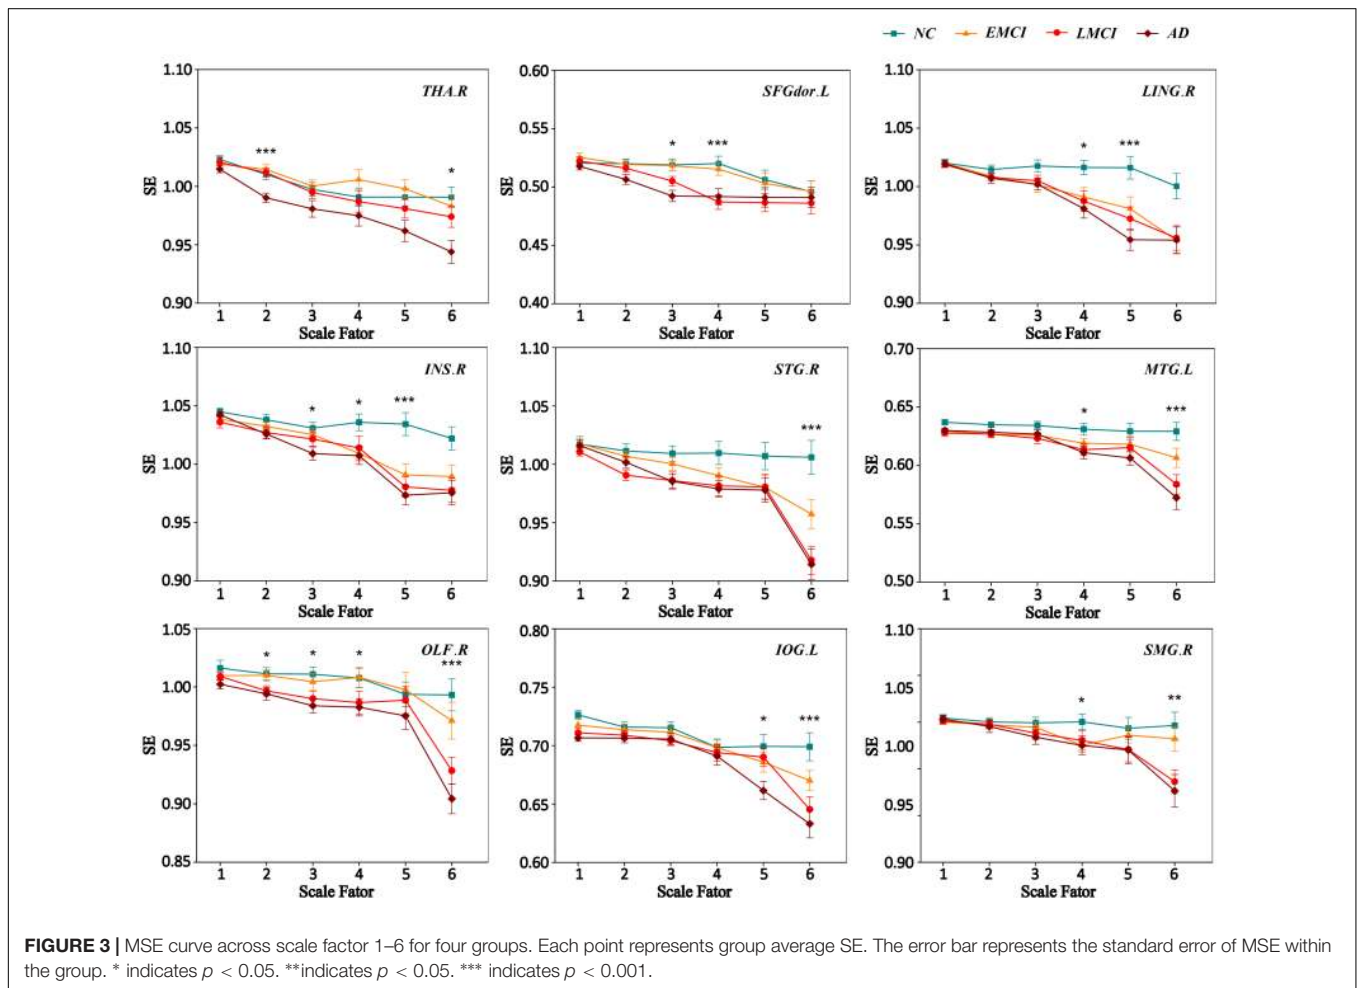 NC EMCI LMCI AD
1.10
THA.R
1.05
***
*
1.00
SE
0.95
0.90
1 2 3 4 5 6
Scale Fator
0.60
SFGdor.L
0.55
* ***
0.50
SE
0.45
0.40
1 2 3 4 5 6
Scale Fator
1.10
LING.R
1.05
* ***
1.00
SE
0.95
0.90
1 2 3 4 5 6
Scale Fator
1.10
INS.R
1.05
* * ***
1.00
SE
0.95
0.90
1 2 3 4 5 6
Scale Fator
1.10
STG.R
1.05
***
1.00
SE
0.95
0.90
1 2 3 4 5 6
Scale Fator
0.70
MTG.L
0.65
* ***
0.60
SE
0.55
0.50
1 2 3 4 5 6
Scale Fator
1.05
OLF.R
* * * ***
1.00
SE
0.95
0.90
0.85
1 2 3 4 5 6
Scale Fator
0.80
IOG.L
0.75
* ***
0.70
SE
0.65
0.60
1 2 3 4 5 6
Scale Fator
1.10
SMG.R
1.05
* **
1.00
SE
0.95
0.90
1 2 3 4 5 6
Scale Fator
FIGURE 3 | MSE curve across scale factor 1–6 for four groups. Each point represents group average SE. The error bar represents the standard error of MSE within
the group. * indicates p < 0.05. **indicates p < 0.05. *** indicates p < 0.001.